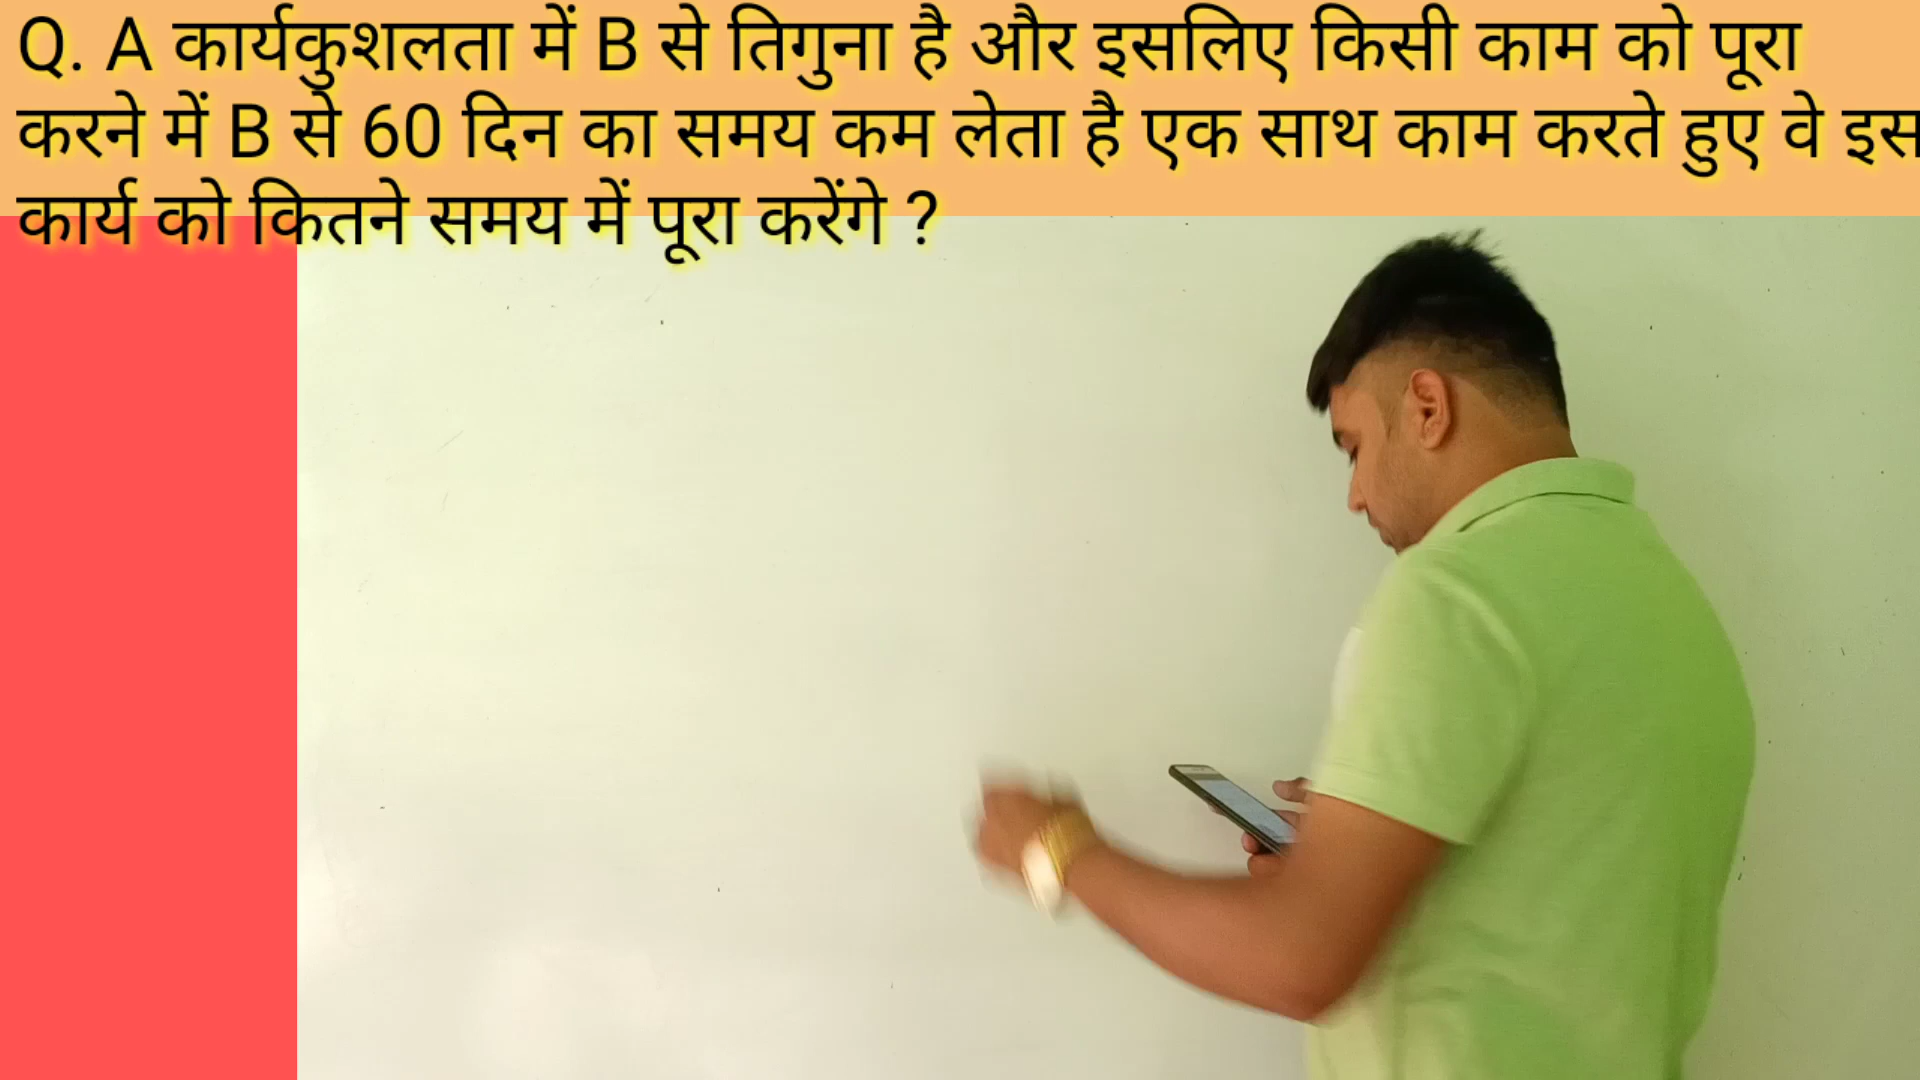 Q. A कार्यकुशलता में B से तिगुना है और इसलिए किसी काम को पूरा
करने में B से 60 दिन का समय कम लेता है एक साथ काम करते हुए वे इस
कार्य को कितने समय में पूरा करेंगे ?